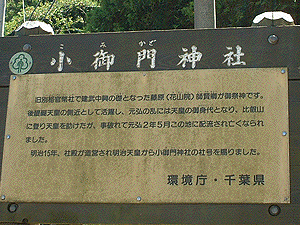 こ み かど
小御門神社
旧別格官幣社で建武中興の礎となった藤原(花山院)師賢卿が御祭神です。
後醍醐天皇の側近として活躍し、元弘の乱には天皇の御身代となり、比叡山
に登り天皇を助けたが、事破れて元弘2年5月この地に配流されて亡くなられ
ました。
明治15年、社殿が造営され明治天皇から小御門神社の社号を賜りました。
環境庁・千葉県